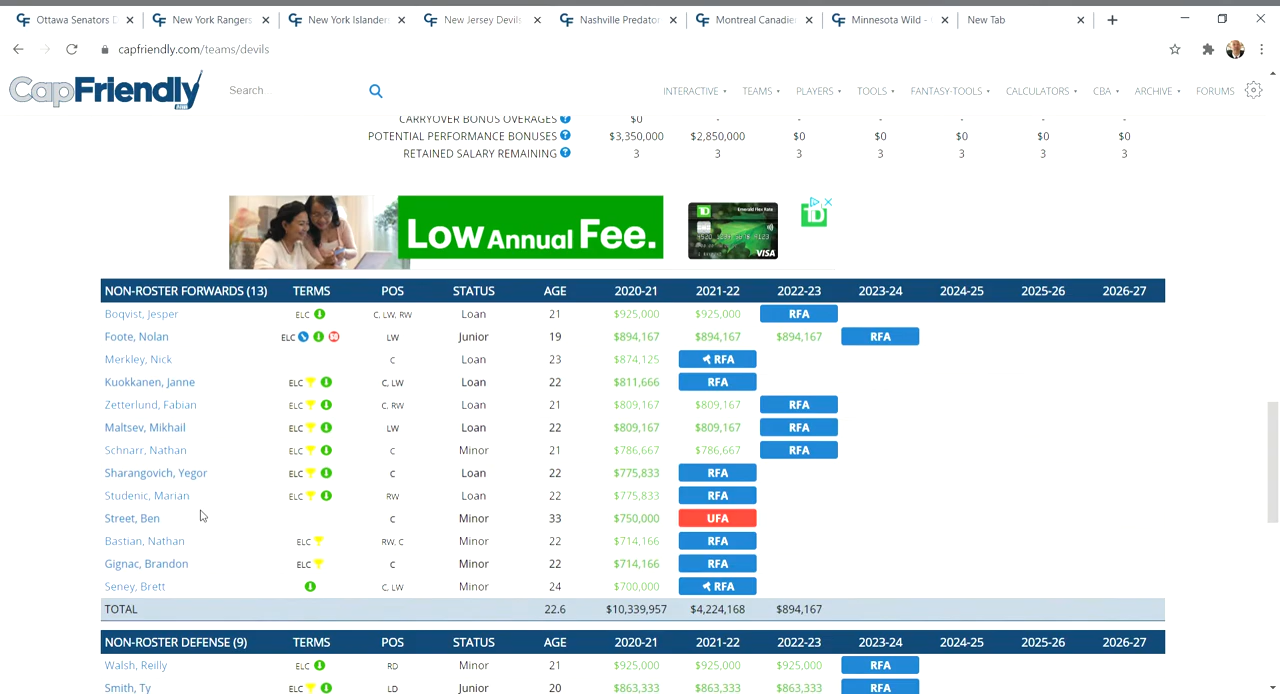 Ottawa Senators D
New York Rangers
New York Islander
New Jersey Devils
Nashville Predator
Montreal Canadie
Minnesota Wild -
New Tab
capfriendly.com/teams/devils
CapFriendly
Search...
INTERACTIVE TEAMS PLAYERS TOOLS FANTASY-TOOLS CALCULATORS CBA ARCHIVE FORUMS
CARRYOVER BONUS OVERAGES ? $0 - - - - - -
POTENTIAL PERFORMANCE BONUSES ? $3,350,000 $2,850,000 $0 $0 $0 $0 $0
RETAINED SALARY REMAINING ? 3 3 3 3 3 3 3
Low Annual Fee.
VISA
TD
NON-ROSTER FORWARDS (13) TERMS POS STATUS AGE 2020-21 2021-22 2022-23 2023-24 2024-25 2025-26 2026-27
Boqvist, Jesper ELC C, LW, RW Loan 21 $925,000 $925,000 RFA
Foote, Nolan ELC LW Junior 19 $894,167 $894,167 $894,167 RFA
Merkley, Nick C Loan 23 $874,125 RFA
Kuokkanen, Janne ELC C, LW Loan 22 $811,666 RFA
Zetterlund, Fabian ELC C, RW Loan 21 $809,167 $809,167 RFA
Maltsev, Mikhail ELC LW Loan 22 $809,167 $809,167 RFA
Schnarr, Nathan ELC C Minor 21 $786,667 $786,667 RFA
Sharangovich, Yegor ELC C Loan 22 $775,833 RFA
Studenic, Marian ELC RW Loan 22 $775,833 RFA
Street, Ben C Minor 33 $750,000 UFA
Bastian, Nathan ELC RW, C Minor 22 $714,166 RFA
Gignac, Brandon ELC C Minor 22 $714,166 RFA
Seney, Brett C, LW Minor 24 $700,000 RFA
TOTAL 22.6 $10,339,957 $4,224,168 $894,167
NON-ROSTER DEFENSE (9) TERMS POS STATUS AGE 2020-21 2021-22 2022-23 2023-24 2024-25 2025-26 2026-27
Walsh, Reilly ELC RD Minor 21 $925,000 $925,000 $925,000 RFA
Smith, Ty ELC LD Junior 20 $863,333 $863,333 $863,333 RFA